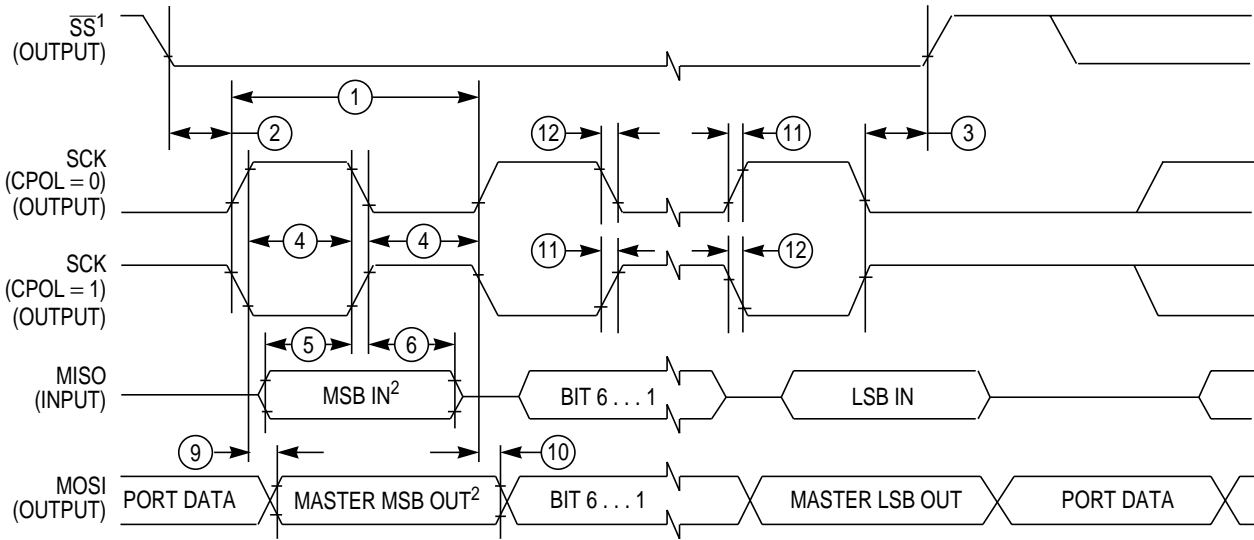 SS¹
(OUTPUT)
1
2
12
11
3
SCK
(CPOL = 0)
(OUTPUT)
4
4
SCK
(CPOL = 1)
(OUTPUT)
11
12
5
6
MISO
(INPUT)
MSB IN²
BIT 6 . . . 1
LSB IN
9
10
MOSI
(OUTPUT)
PORT DATA
MASTER MSB OUT²
BIT 6 . . . 1
MASTER LSB OUT
PORT DATA